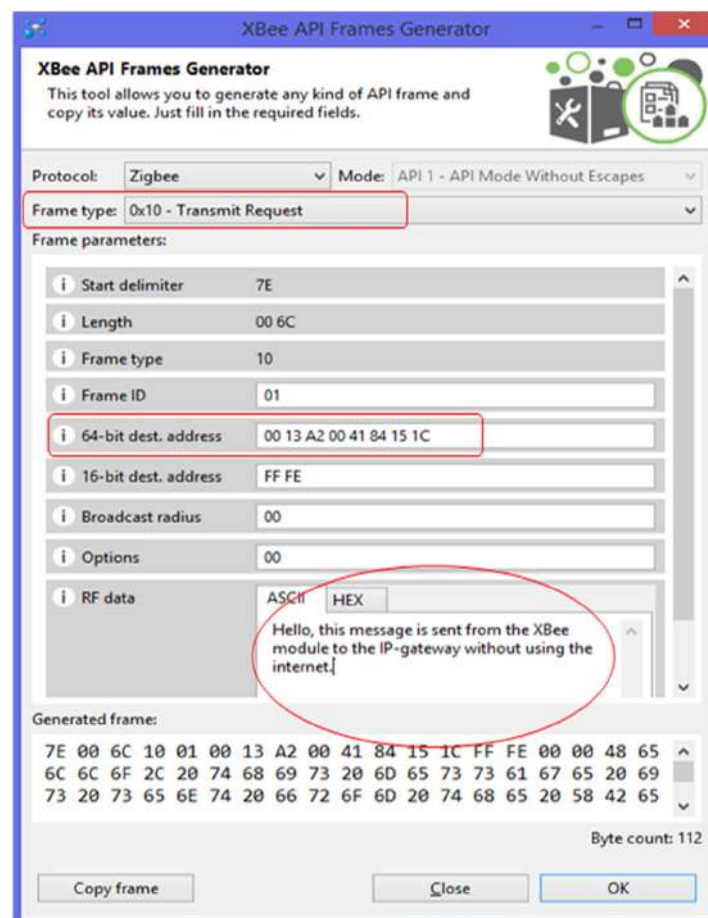 XBee API Frames Generator
XBee API Frames Generator
This tool allows you to generate any kind of API frame and
copy its value. Just fill in the required fields.
Protocol: Zigbee Mode: API 1 - API Mode Without Escapes
Frame type: 0x10 - Transmit Request
Frame parameters:
i Start delimiter 7E
i Length 00 6C
i Frame type 10
i Frame ID 01
i 64-bit dest. address 00 13 A2 00 41 84 15 1C
i 16-bit dest. address FF FE
i Broadcast radius 00
i Options 00
i RF data ASCII HEX
Hello, this message is sent from the XBee
module to the IP-gateway without using the
internet.
Generated frame:
7E 00 6C 10 01 00 13 A2 00 41 84 15 1C FF FE 00 00 48 65
6C 6C 6F 2C 20 74 68 69 73 20 6D 65 73 73 61 67 65 20 69
73 20 73 65 6E 74 20 66 72 6F 6D 20 74 68 65 20 58 42 65
Byte count: 112
Copy frame Close OK